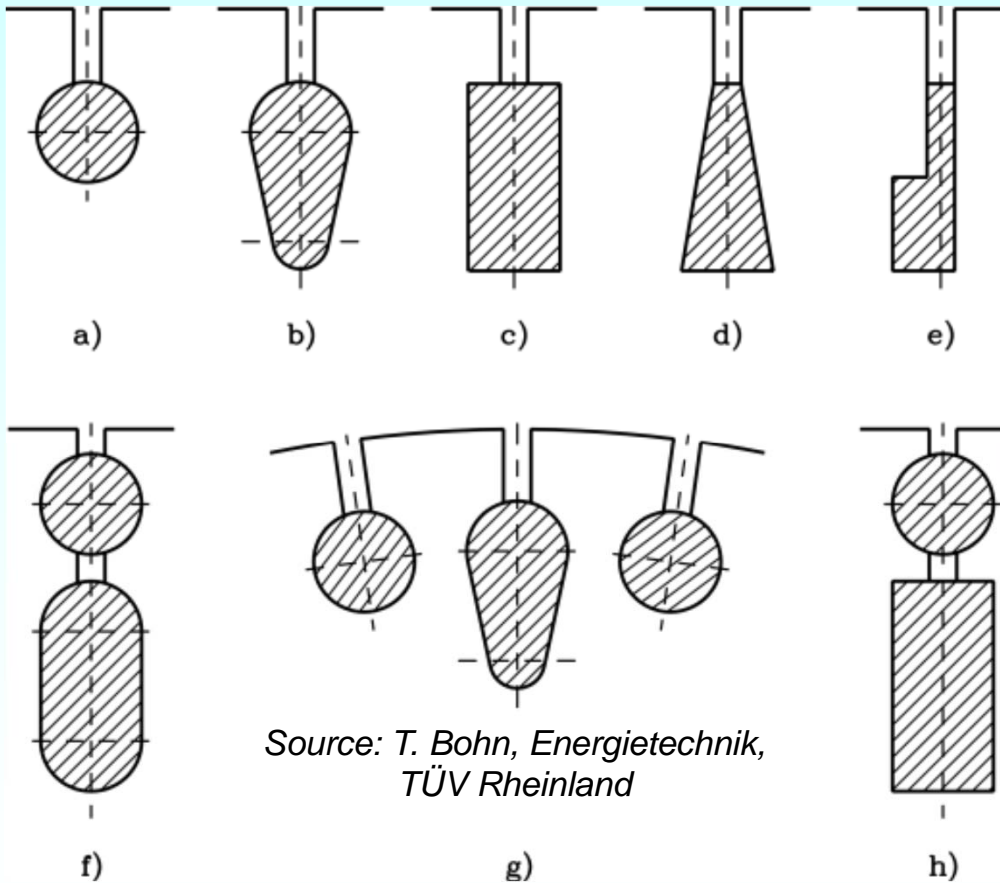 a) b) c) d) e)
Source: T. Bohn, Energietechnik,
TÜV Rheinland
f) g) h)